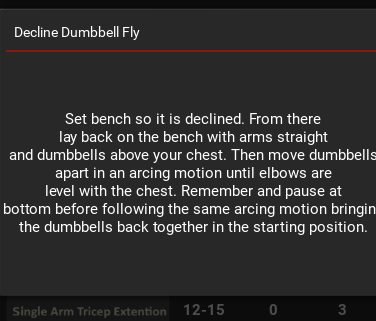 Decline Dumbbell Fly
Set bench so it is declined. From there
lay back on the bench with arms straight
and dumbbells above your chest. Then move dumbbells
apart in an arcing motion until elbows are
level with the chest. Remember and pause at
bottom before following the same arcing motion bringin
the dumbbells back together in the starting position.
Single Arm Tricep Extention 12-15 0 3